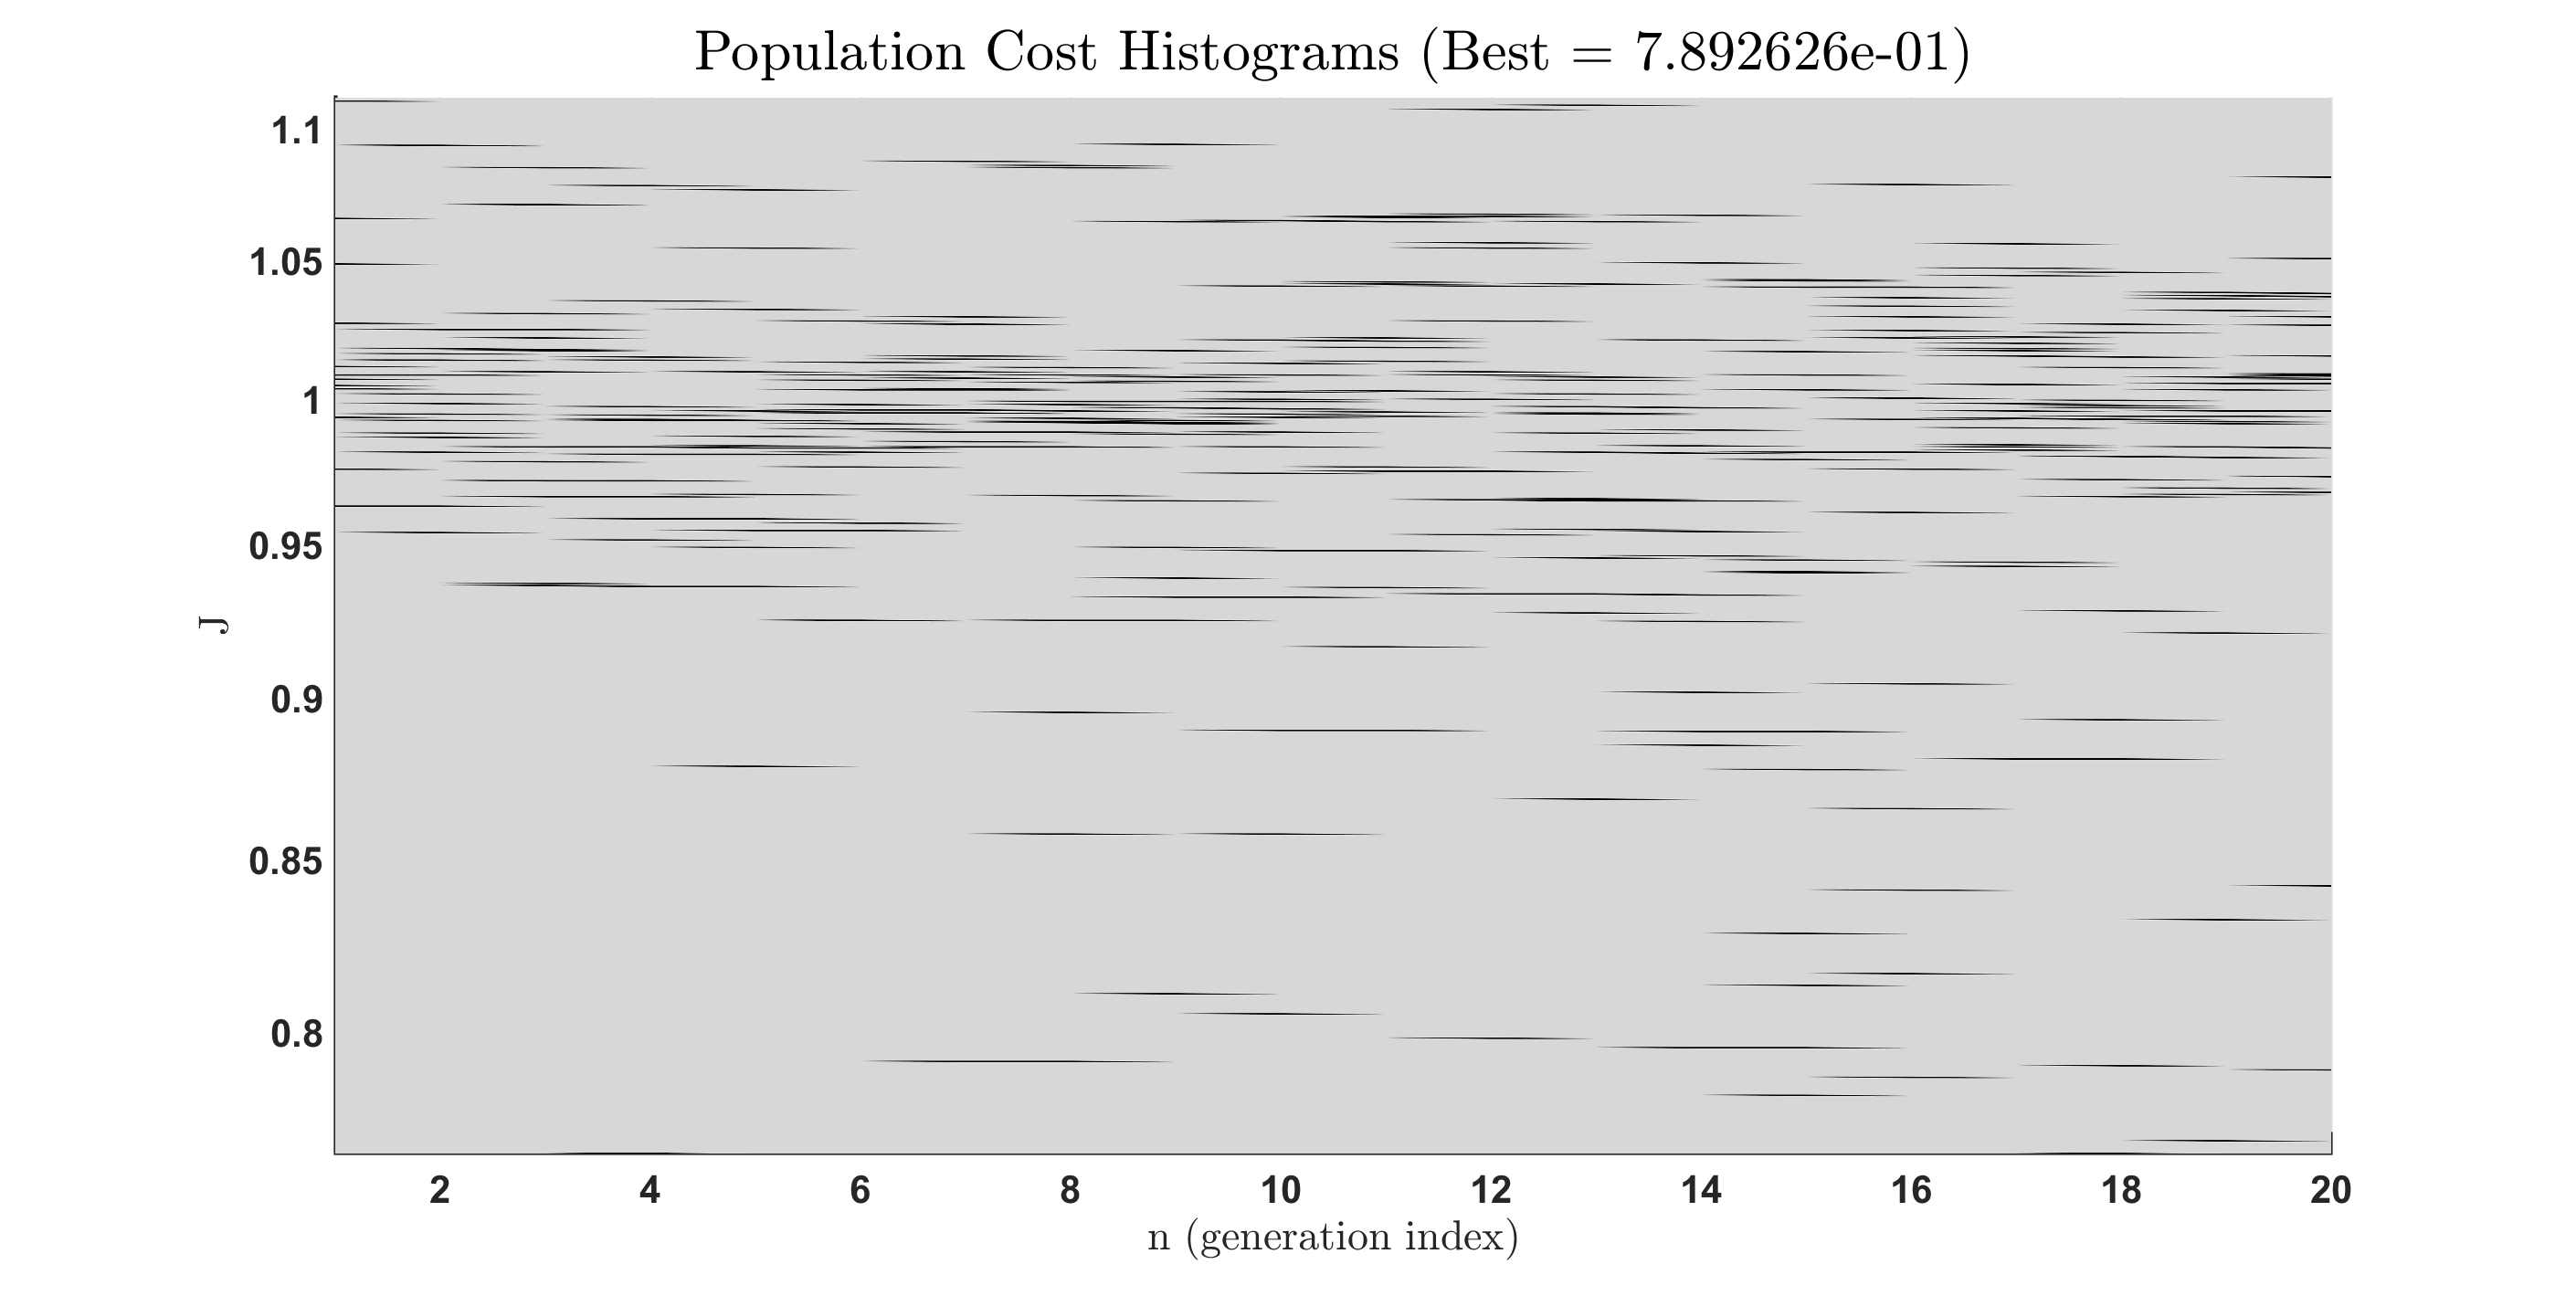 Population Cost Histograms (Best = 7.892626e-01)
1.1
1.05
1
0.95
0.9
0.85
0.8
J
2 4 6 8 10 12 14 16 18 20
n (generation index)